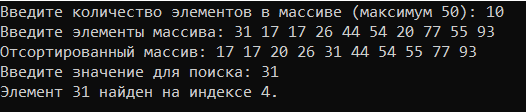 Введите количество элементов в массиве (максимум 50): 10
Введите элементы массива: 31 17 17 26 44 54 20 77 55 93
Отсортированный массив: 17 17 20 26 31 44 54 55 77 93
Введите значение для поиска: 31
Элемент 31 найден на индексе 4.